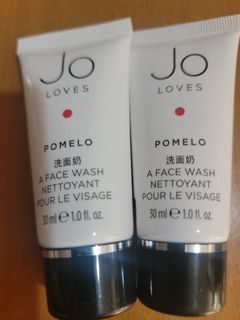 Jo
LOVES
POMELO
洗面奶
A FACE WASH
NETTOYANT
POUR LE VISAGE
30 ml ℮ 1.0 fl. oz.
Jo
LOVES
POMELO
洗面奶
A FACE WASH
NETTOYANT
POUR LE VISAGE
30 ml ℮ 1.0 fl. oz.